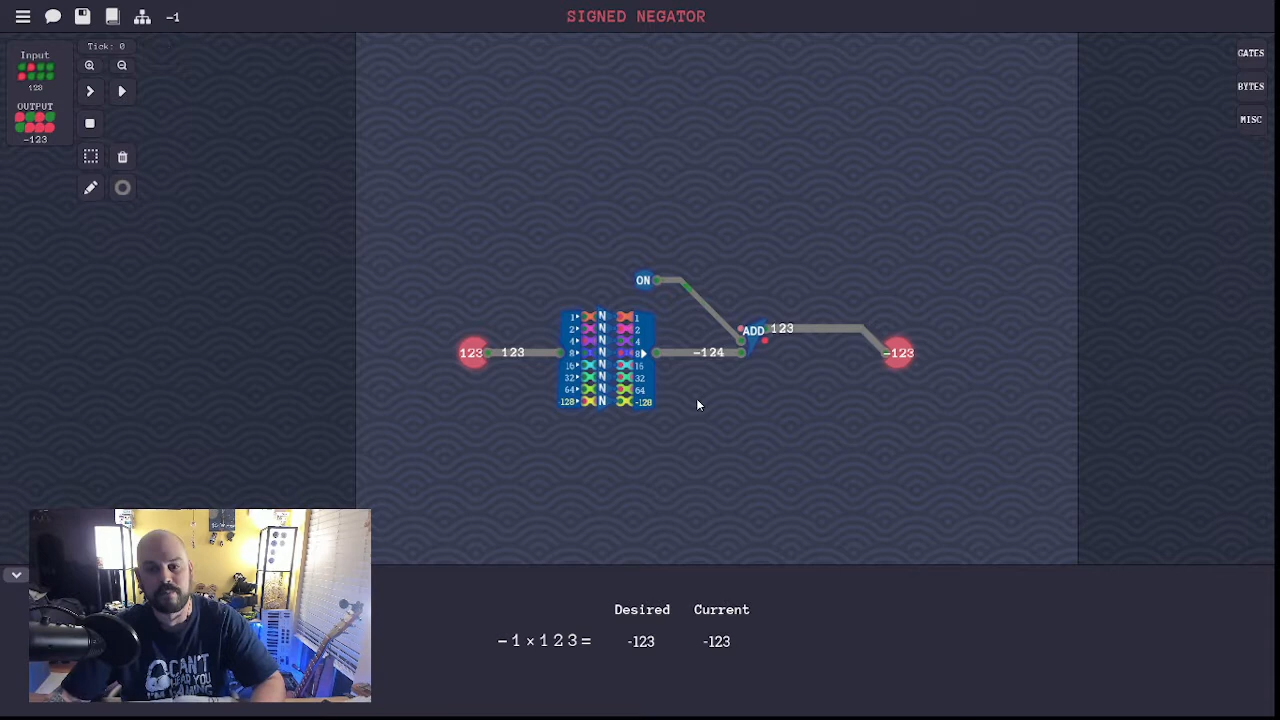 -1
SIGNED NEGATOR
Input
123
OUTPUT
-123
Tick: 0
GATES
BYTES
MISC
ON
1 N 1
2 N 2
4 N 4
8 N 8
16 N 16
32 N 32
64 N 64
128 N -128
123
123
-124
ADD
123
-123
Desired Current
-1×123= -123 -123
CAN'T